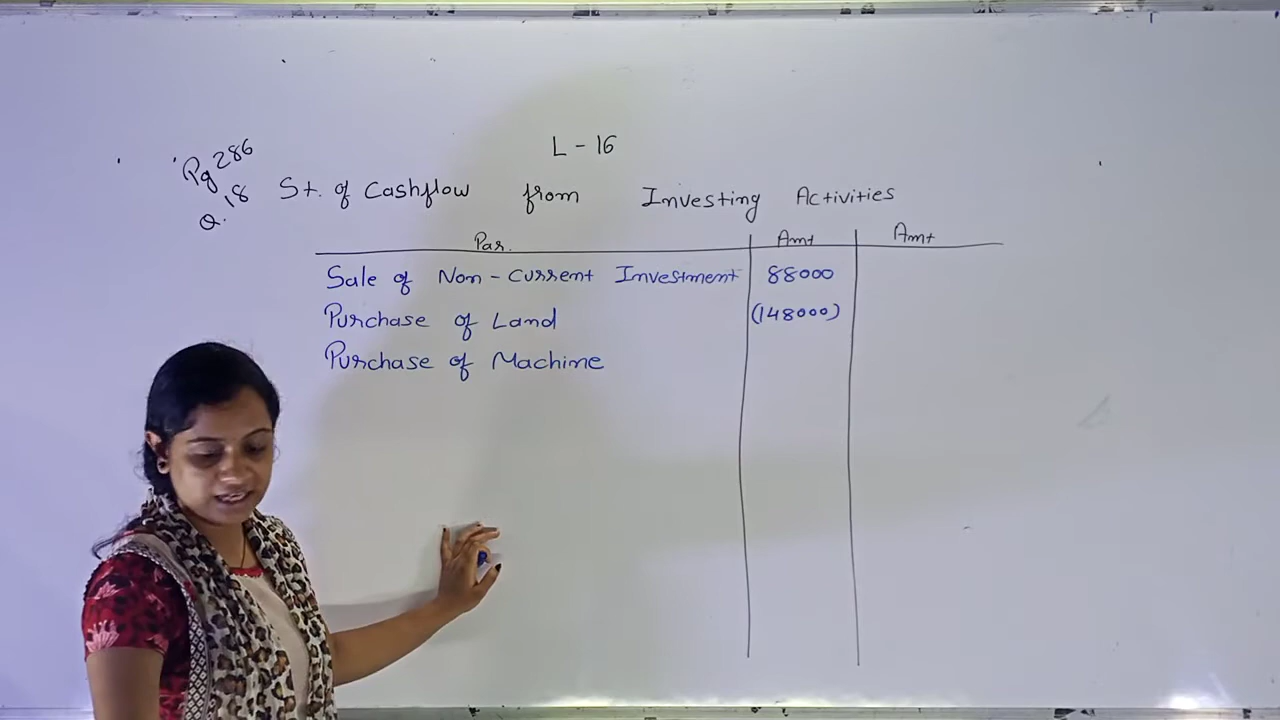 L - 16
Pg 286
Q. 18
St. of Cashflow from Investing Activities
Par. Amt Amt
Sale of Non - Current Investment 88000
Purchase of Land (148000)
Purchase of Machine